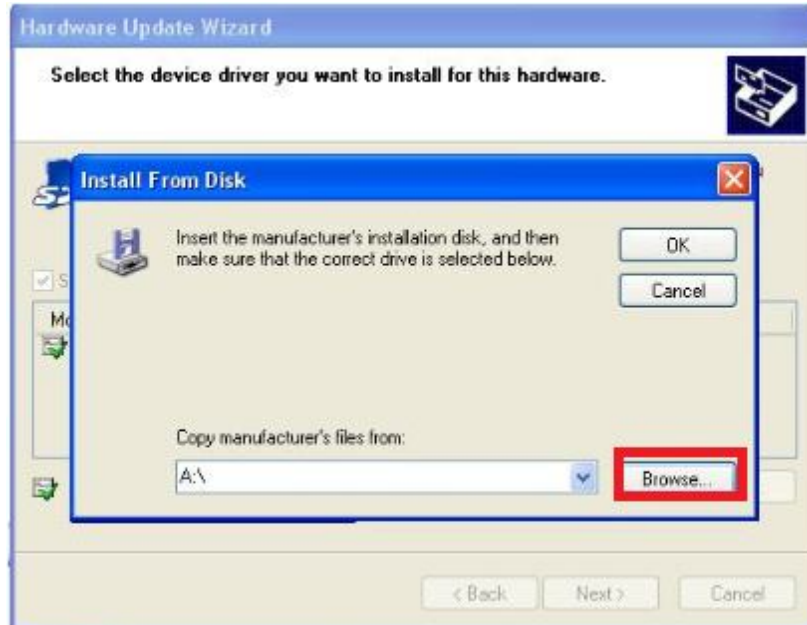 Hardware Update Wizard
Select the device driver you want to install for this hardware.
Install From Disk
Insert the manufacturer's installation disk, and then
make sure that the correct drive is selected below.
OK
Cancel
S
Mo
Copy manufacturer's files from:
A:\
Browse...
< Back
Next >
Cancel